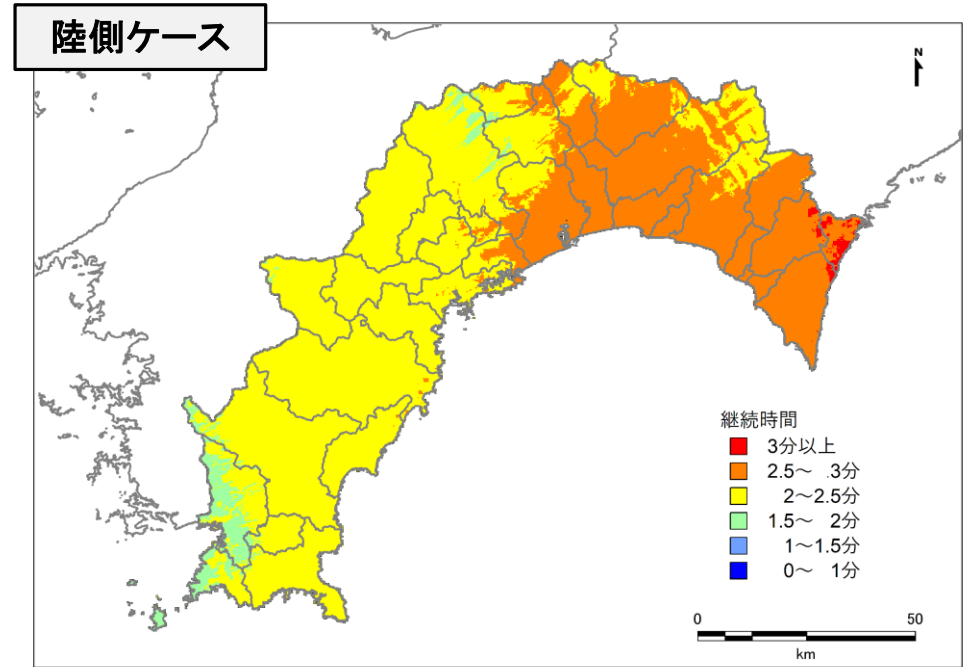 陸側ケース
N
継続時間
3分以上
2.5～ .3分
2～2.5分
1.5～ 2分
1～1.5分
0～ 1分
0 50
km